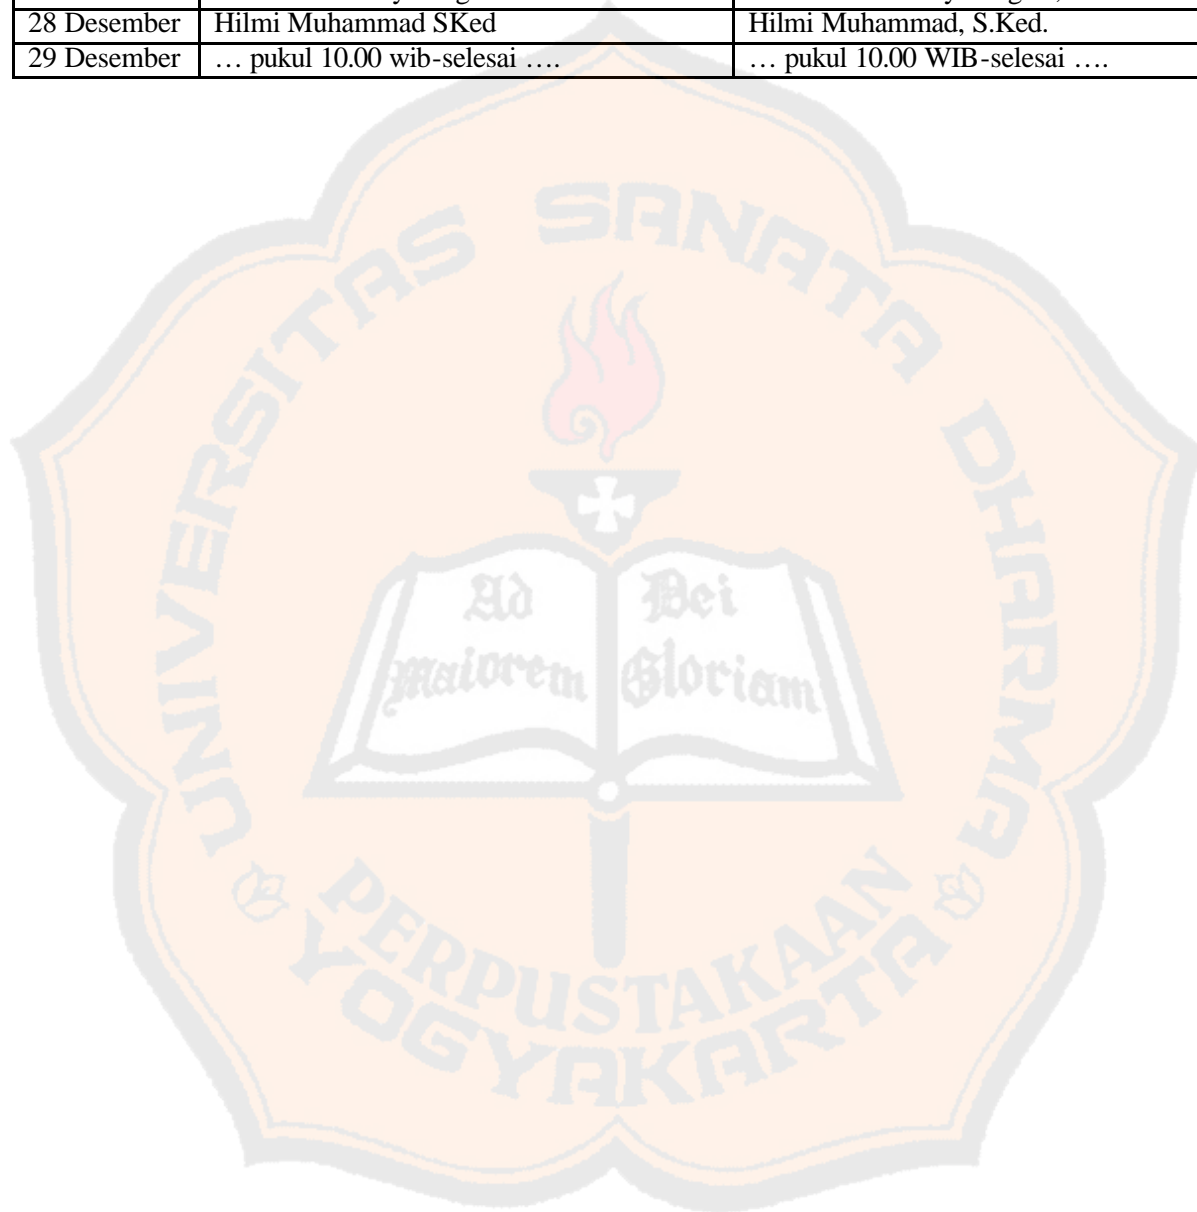 28 Desember Hilmi Muhammad SKed Hilmi Muhammad, S.Ked.
29 Desember … pukul 10.00 wib-selesai …. … pukul 10.00 WIB-selesai ….
UNIVERSITAS SANATA DHARMA
Ad Dei
Maiorem Gloriam
PERPUSTAKAAN
YOGYAKARTA